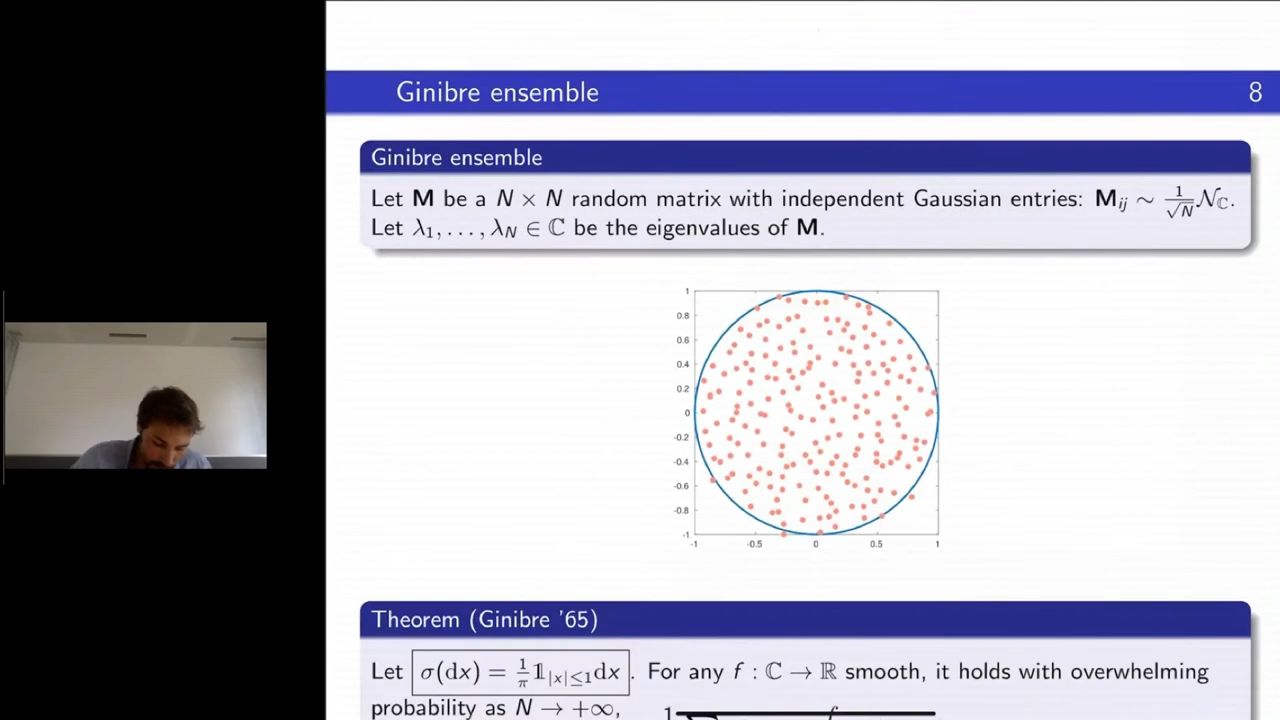 Ginibre ensemble 8
Ginibre ensemble
Let M be a N × N random matrix with independent Gaussian entries: M_ij ∼ 1/√N 𝒩_ℂ.
Let λ₁, . . . , λ_N ∈ ℂ be the eigenvalues of M.
1
0.8
0.6
0.4
0.2
0
-0.2
-0.4
-0.6
-0.8
-1
-1 -0.5 0 0.5 1
Theorem (Ginibre '65)
Let σ(dx) = 1/π 𝟙_{|x|≤1}dx . For any f : ℂ → ℝ smooth, it holds with overwhelming
probability as N → +∞,